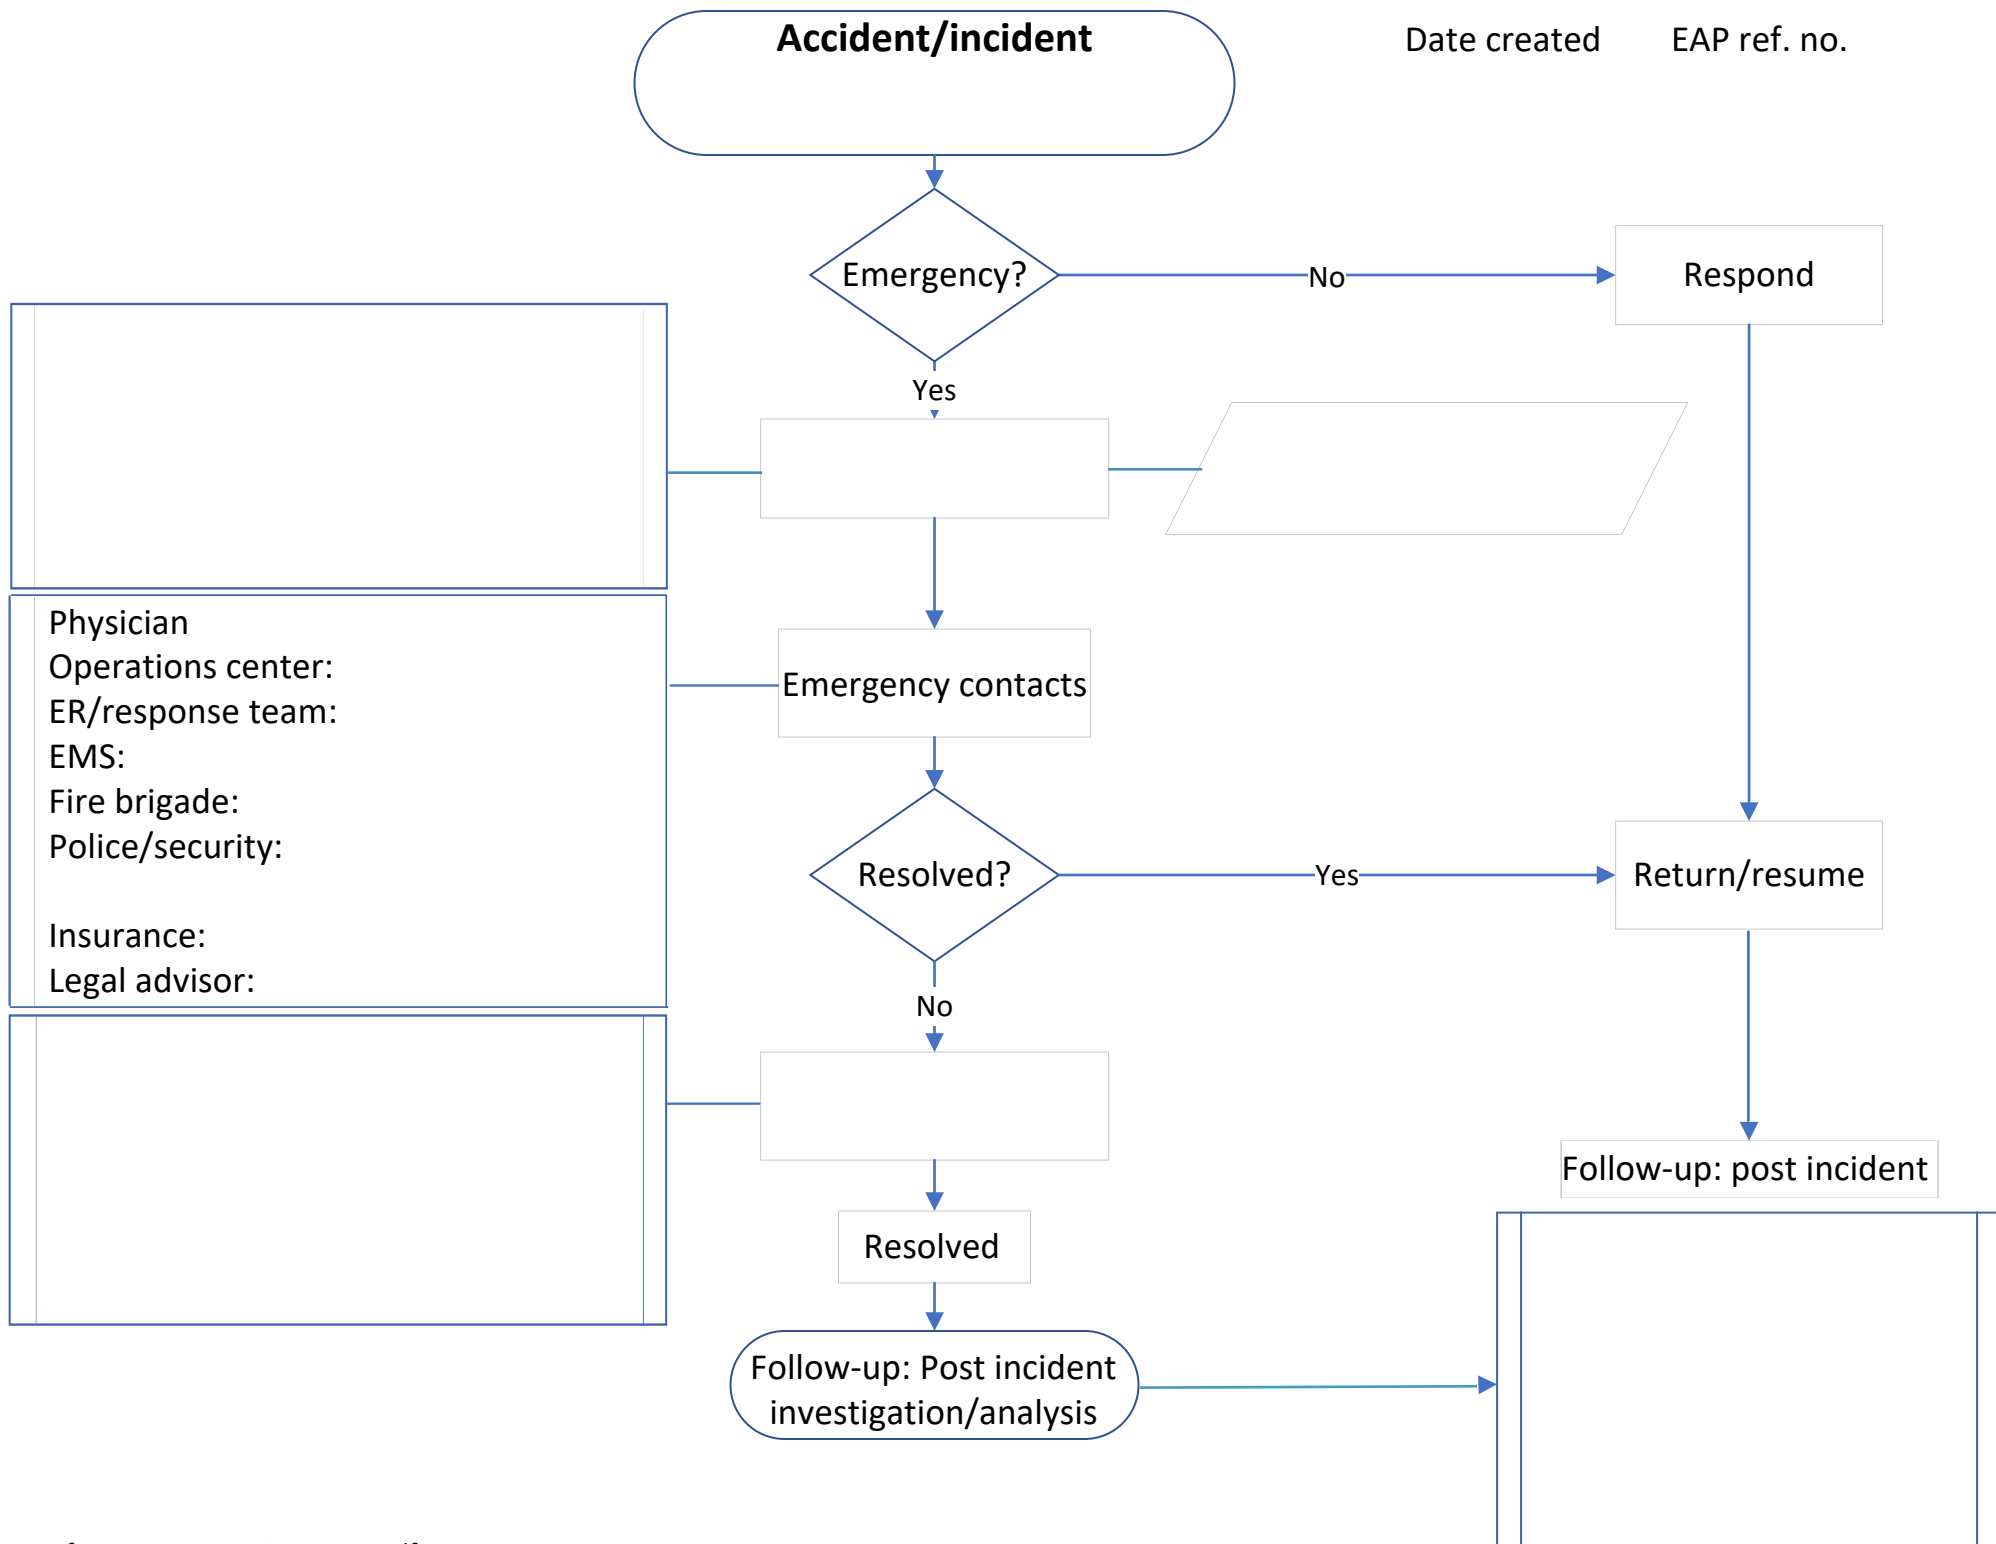 Accident/incident
Date created
EAP ref. no.
Emergency?
No
Respond
Yes
Physician
Operations center:
ER/response team:
EMS:
Fire brigade:
Police/security:
Insurance:
Legal advisor:
Emergency contacts
Resolved?
Yes
Return/resume
No
Follow-up: post incident
Resolved
Follow-up: Post incident
investigation/analysis